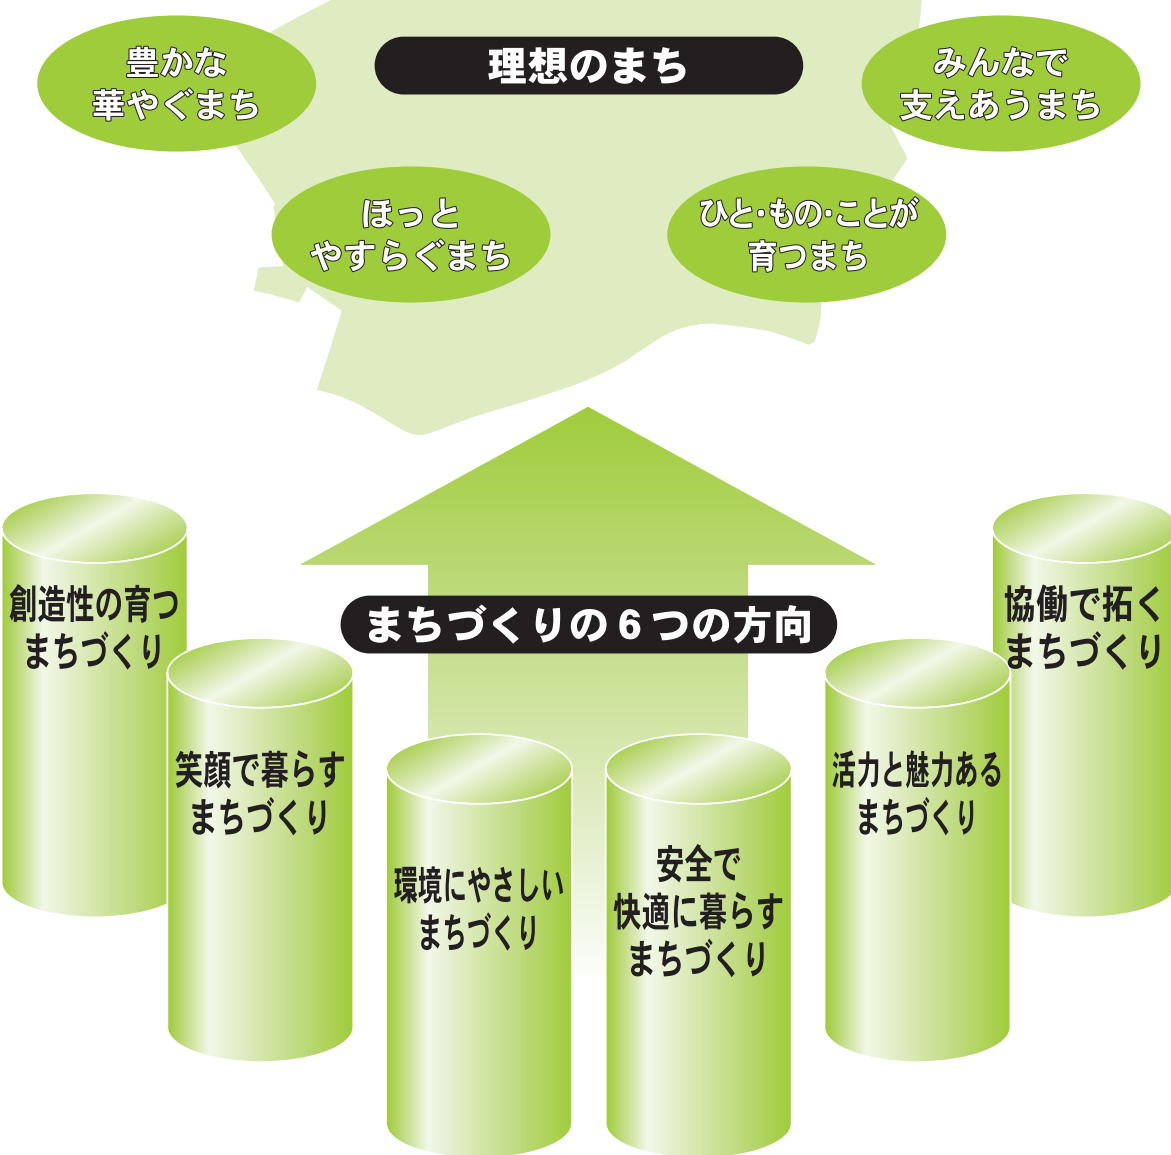 理想のまち
豊かな
華やぐまち
みんなで
支えあうまち
ほっと
やすらぐまち
ひと・もの・ことが
育つまち
まちづくりの6つの方向
創造性の育つ
まちづくり
笑顔で暮らす
まちづくり
環境にやさしい
まちづくり
安全で
快適に暮らす
まちづくり
活力と魅力ある
まちづくり
協働で拓く
まちづくり